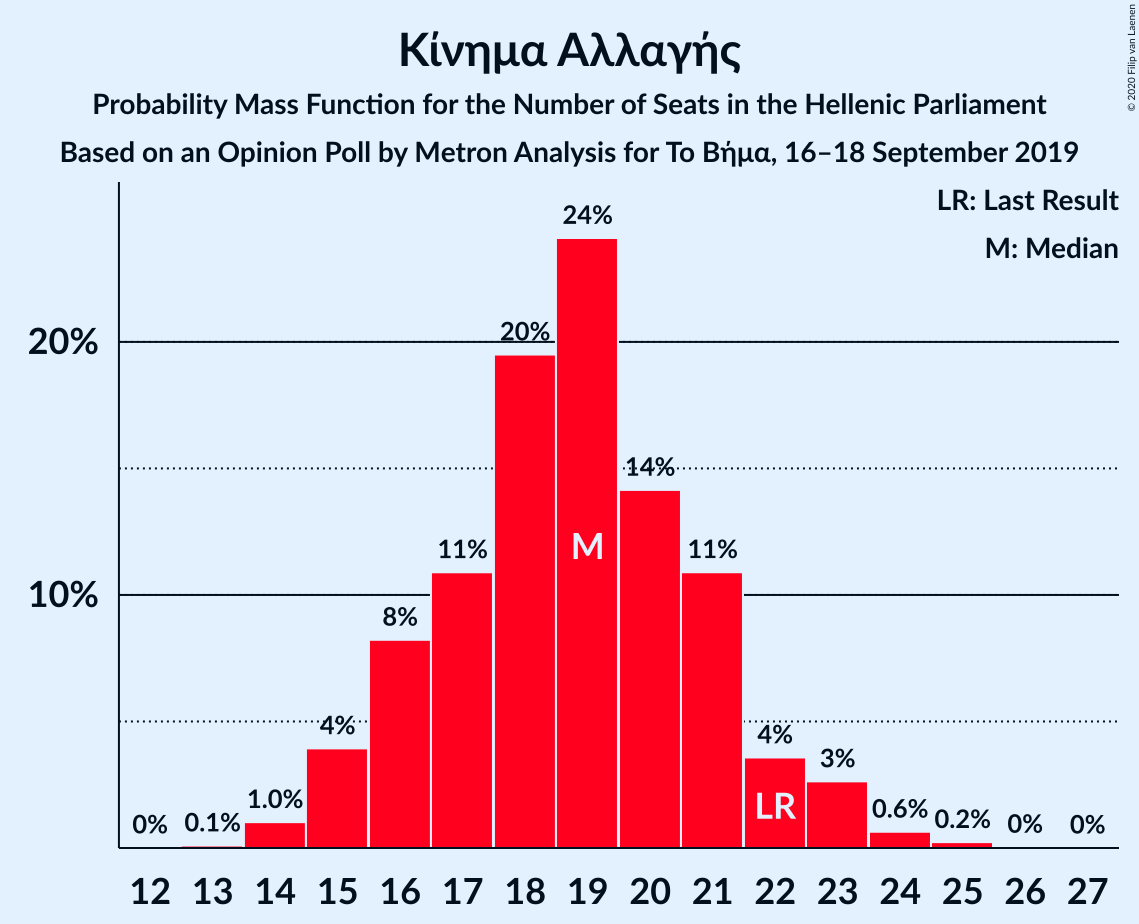 Κίνημα Αλλαγής
Probability Mass Function for the Number of Seats in the Hellenic Parliament
Based on an Opinion Poll by Metron Analysis for Το Βήμα, 16–18 September 2019
© 2020 Filip van Laenen
LR: Last Result
M: Median
20%
10%
0% 0.1% 1.0% 4% 8% 11% 20% 24% 14% 11% 4% 3% 0.6% 0.2% 0% 0%
M
LR
12 13 14 15 16 17 18 19 20 21 22 23 24 25 26 27